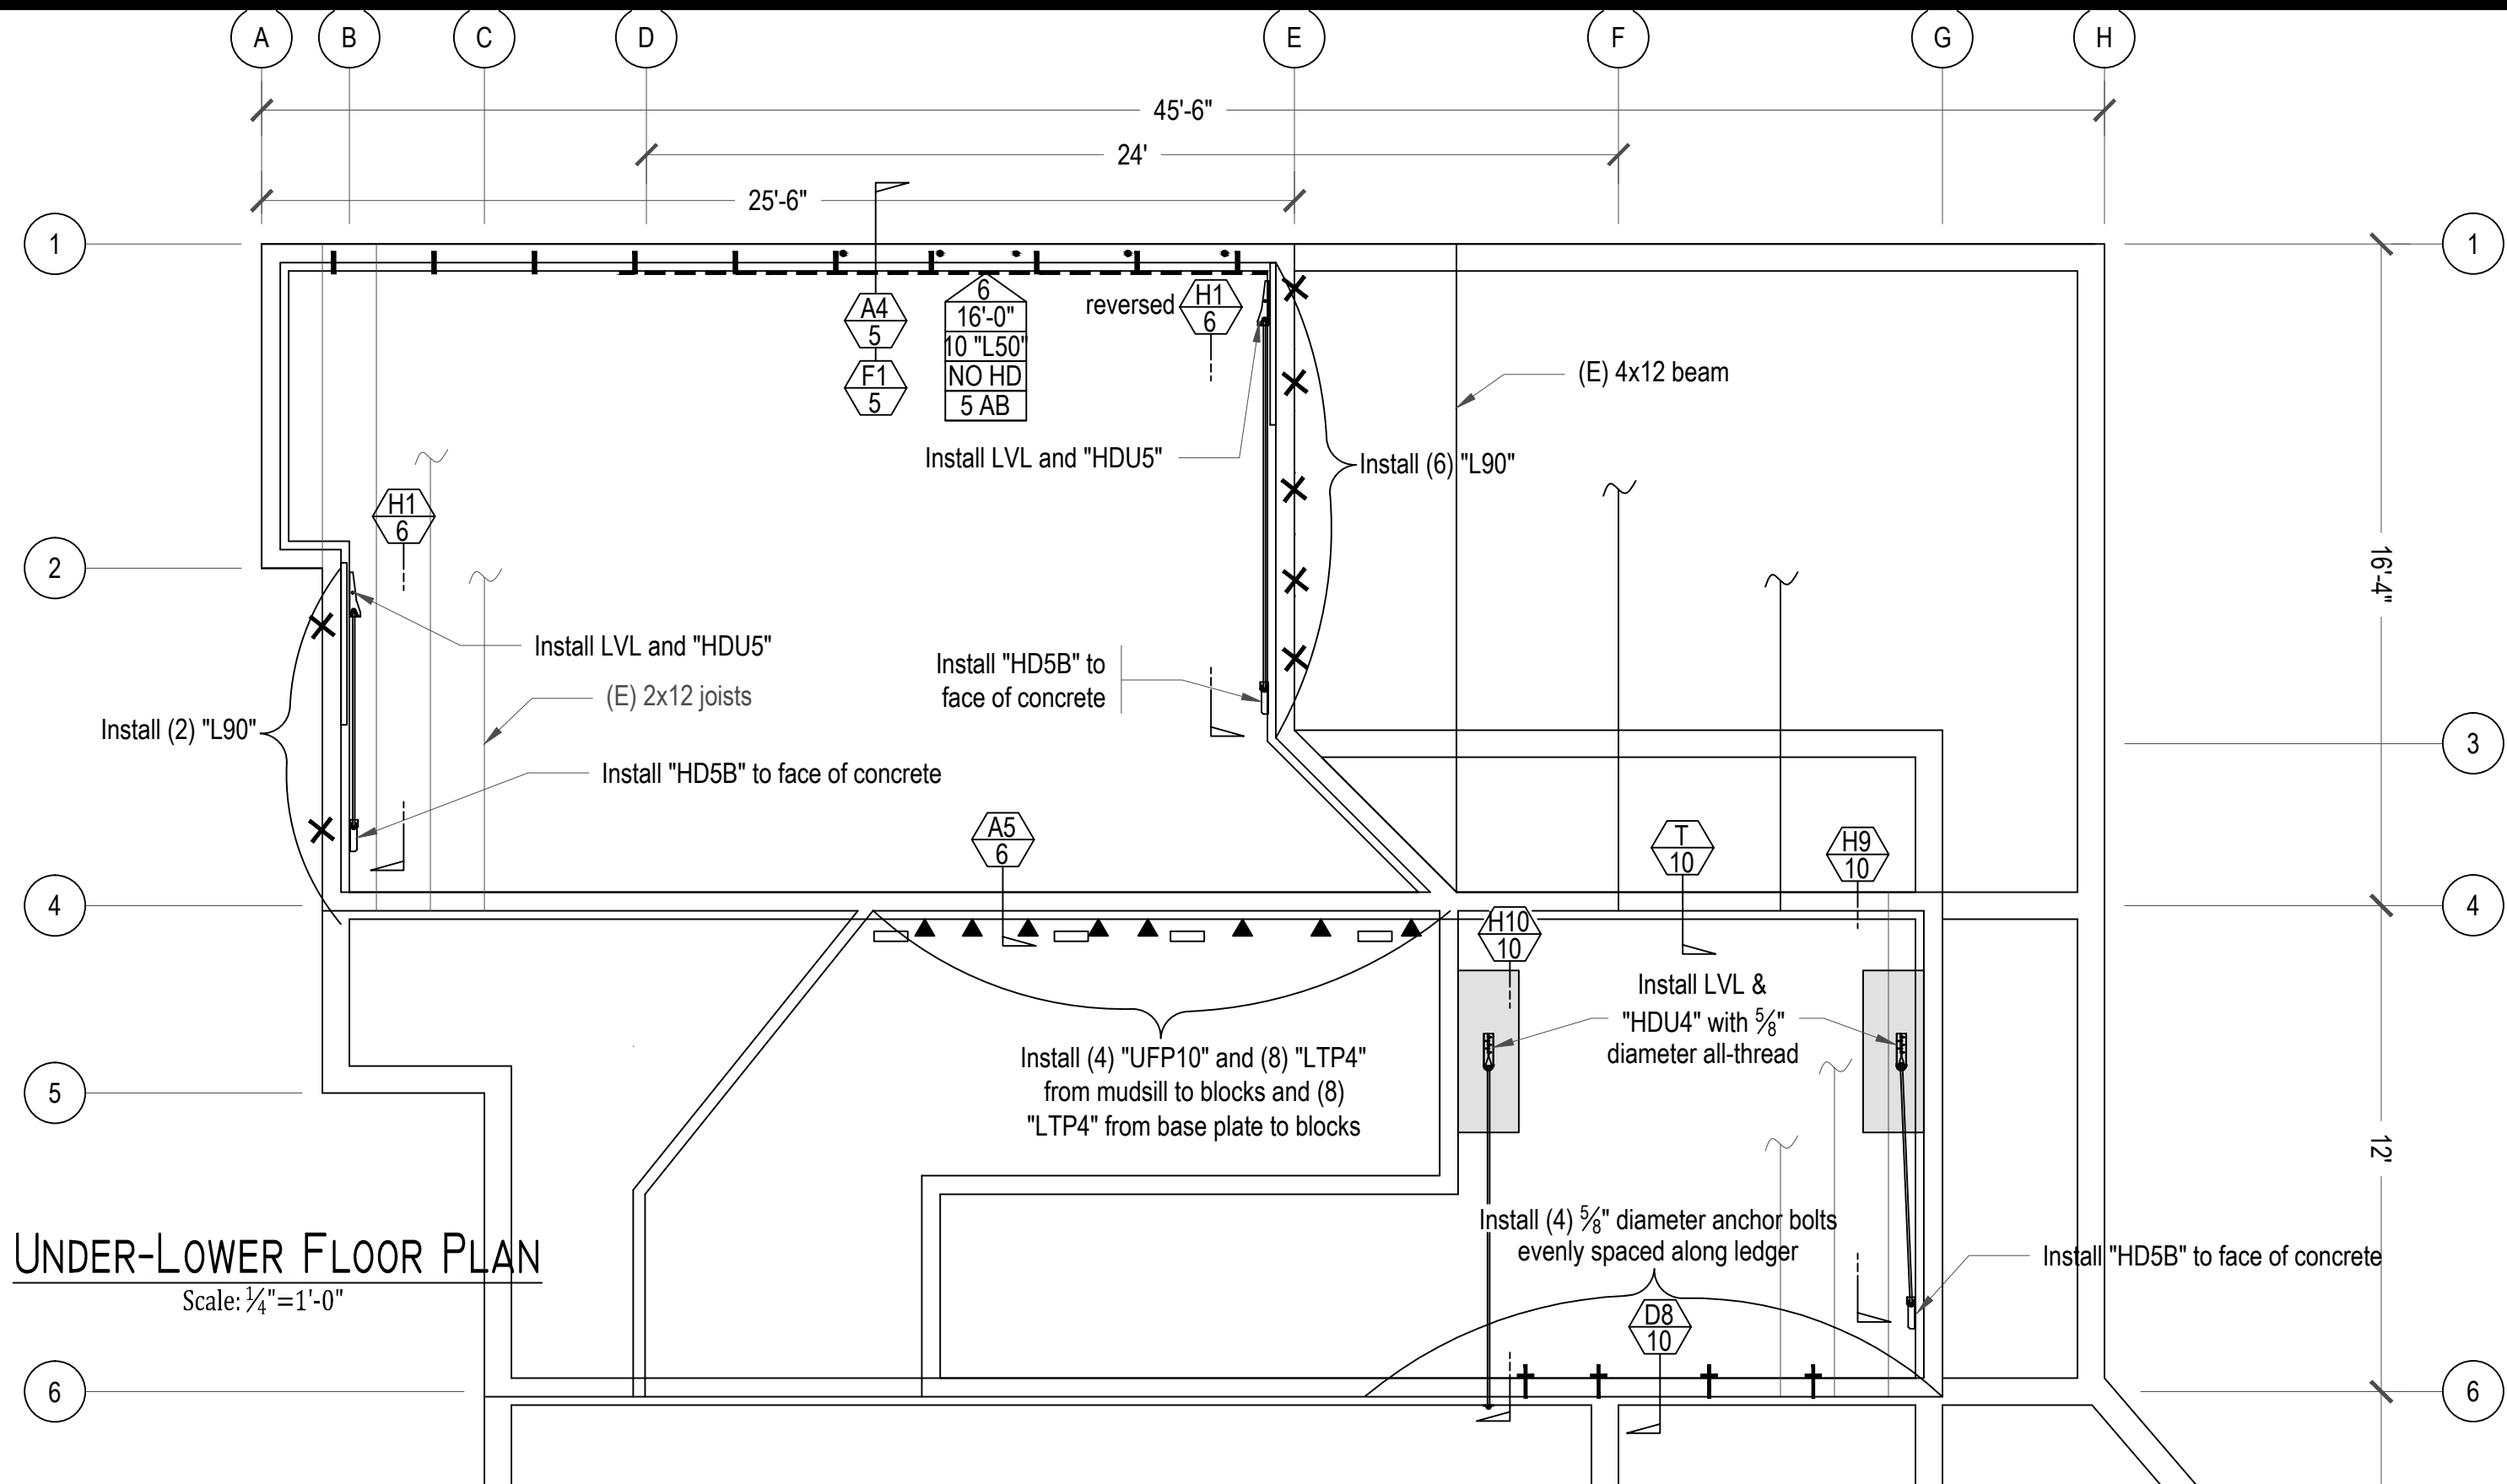 A B C D E F G H
45'-6"
24'
25'-6"
1
1
A4
5
F1
5
6
16'-0"
10 "L50"
NO HD
5 AB
reversed
H1
6
(E) 4x12 beam
Install LVL and "HDU5"
Install (6) "L90"
H1
6
2
16'-4"
Install LVL and "HDU5"
(E) 2x12 joists
Install "HD5B" to
face of concrete
Install (2) "L90"
3
Install "HD5B" to face of concrete
A5
6
T
10
H9
10
4
4
H10
10
Install LVL &
"HDU4" with 5⁄8"
diameter all-thread
Install (4) "UFP10" and (8) "LTP4"
from mudsill to blocks and (8)
"LTP4" from base plate to blocks
5
12'
Install (4) 5⁄8" diameter anchor bolts
evenly spaced along ledger
Install "HD5B" to face of concrete
UNDER-LOWER FLOOR PLAN
Scale: 1⁄4"=1'-0"
D8
10
6
6